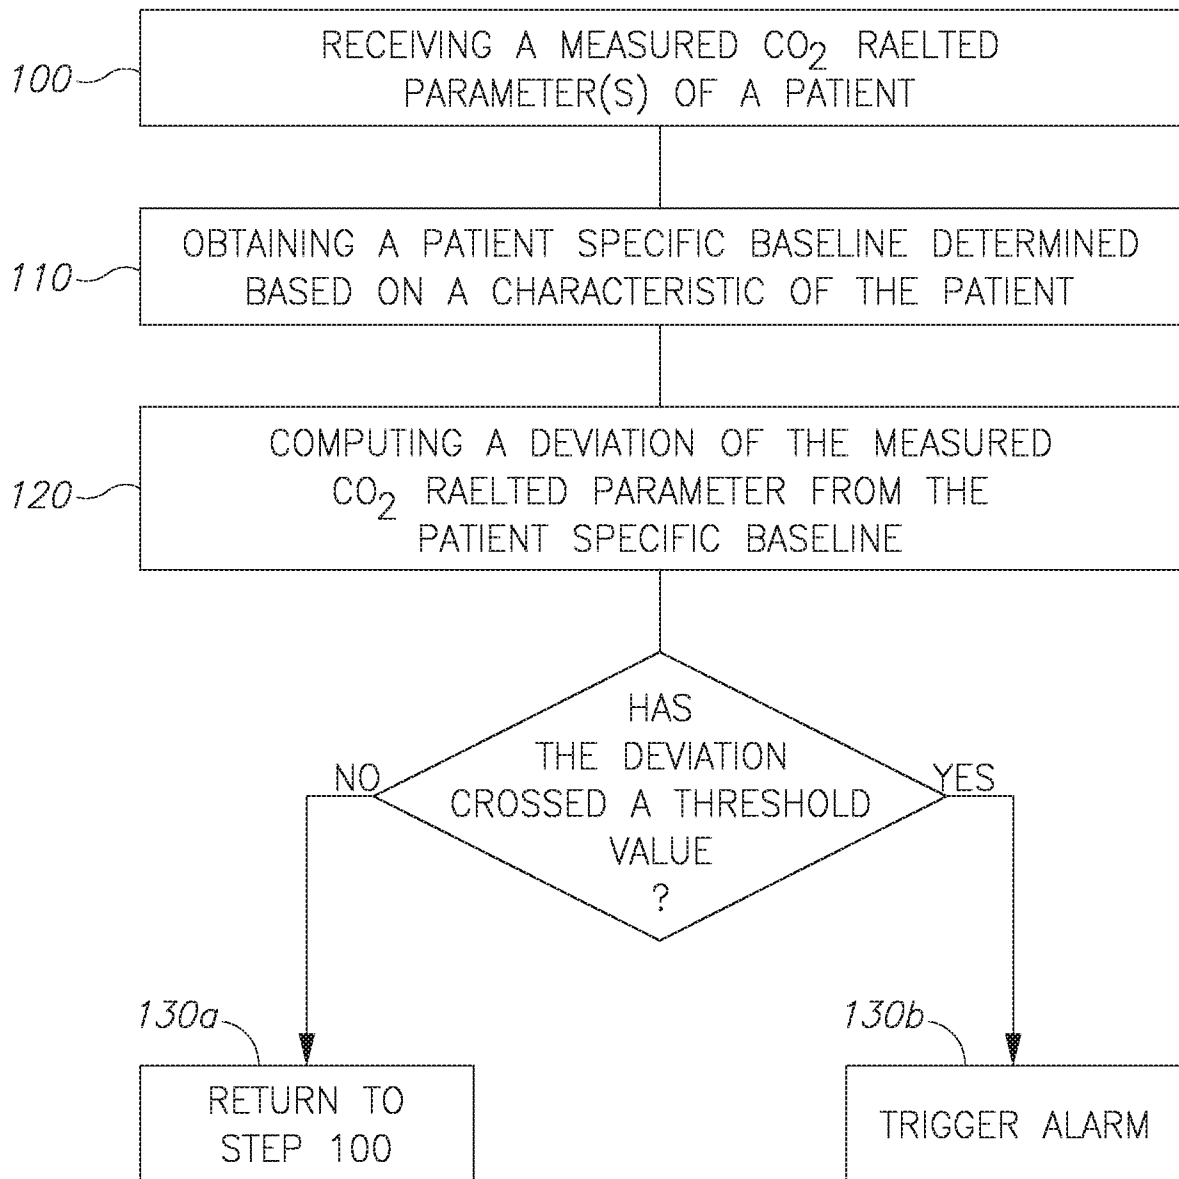 RECEIVING A MEASURED CO2 RAELTED
100
PARAMETER(S) OF A PATIENT
OBTAINING A PATIENT SPECIFIC BASELINE DETERMINED
110
BASED ON A CHARACTERISTIC OF THE PATIENT
COMPUTING A DEVIATION OF THE MEASURED
120
CO2 RAELTED PARAMETER FROM THE
PATIENT SPECIFIC BASELINE
HAS
THE DEVIATION
NO
YES
CROSSED A THRESHOLD
VALUE
?
130a
130b
RETURN TO
STEP 100
TRIGGER ALARM